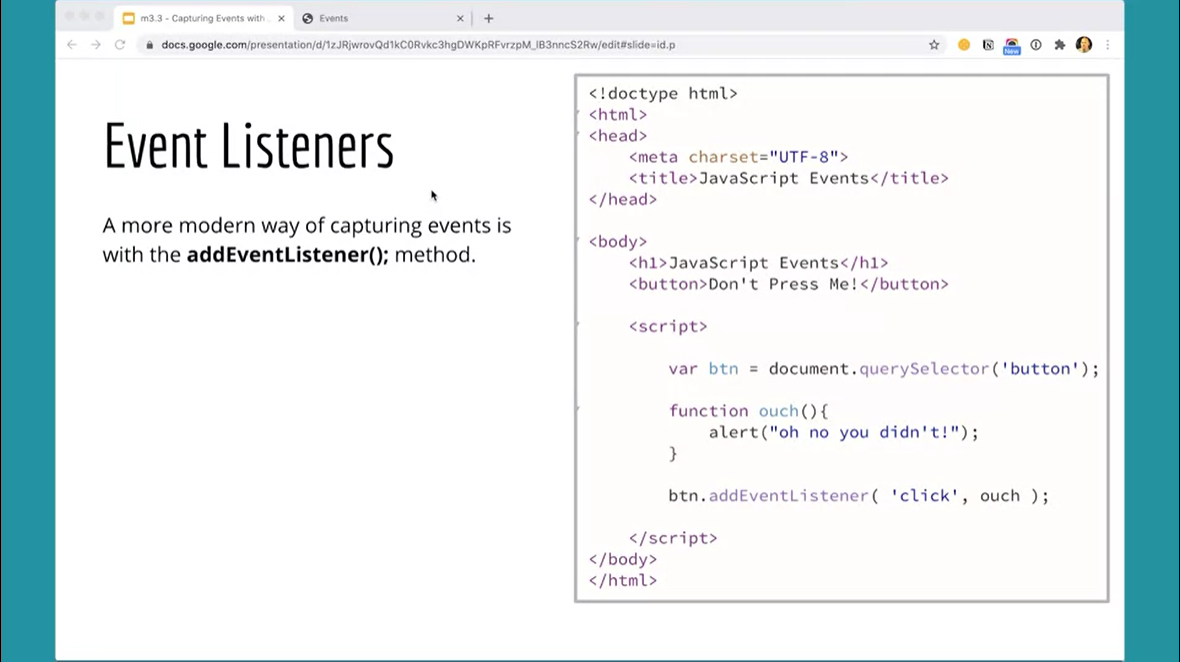 m3.3 - Capturing Events with
Events
docs.google.com/presentation/d/1zJRjwrovQd1kC0Rvkc3hgDWKpRFvrzpM_IB3nncS2Rw/edit#slide=id.p
New
Event Listeners
A more modern way of capturing events is
with the addEventListener(); method.
<!doctype html>
<html>
<head>
    <meta charset="UTF-8">
    <title>JavaScript Events</title>
</head>
<body>
    <h1>JavaScript Events</h1>
    <button>Don't Press Me!</button>
    <script>
        var btn = document.querySelector('button');
        function ouch(){
            alert("oh no you didn't!");
        }
        btn.addEventListener( 'click', ouch );
    </script>
</body>
</html>